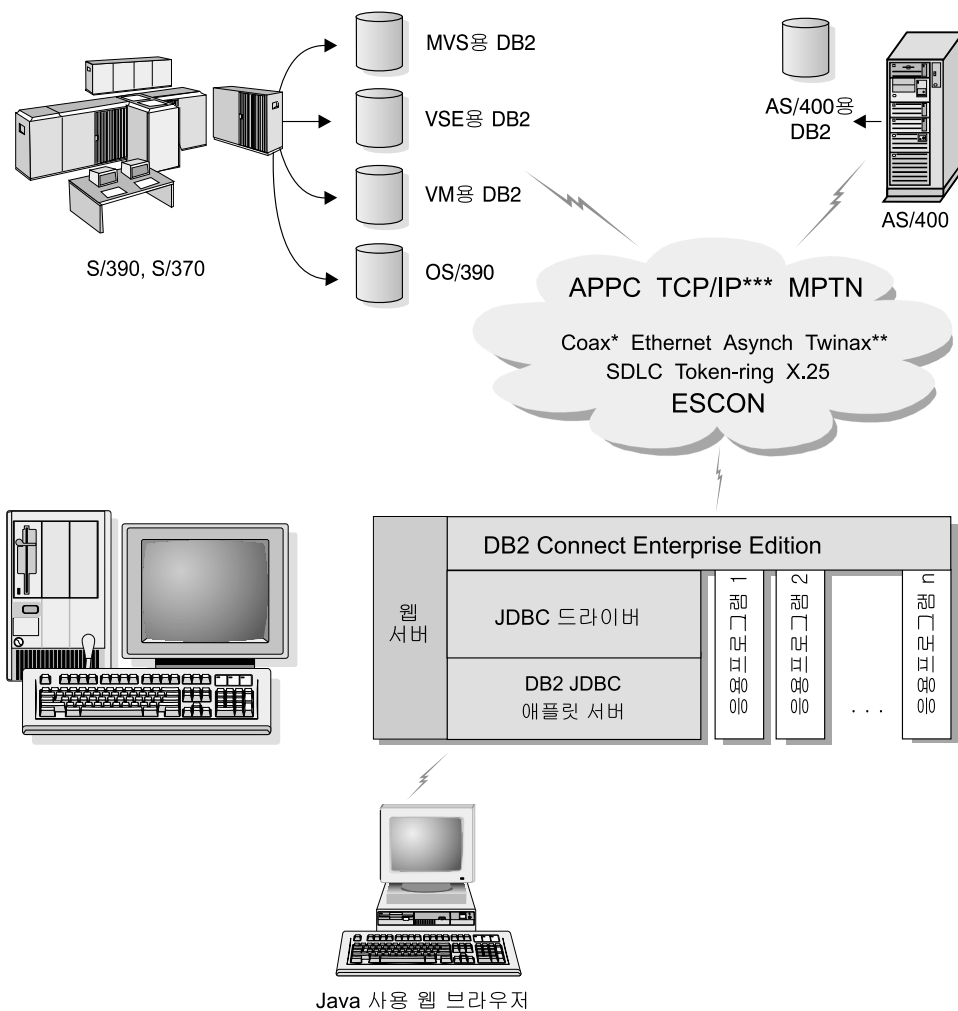 MVS용 DB2
VSE용 DB2
VM용 DB2
OS/390
S/390, S/370
AS/400용
DB2
AS/400
APPC TCP/IP*** MPTN
Coax* Ethernet Asynch Twinax**
SDLC Token-ring X.25
ESCON
웹
서버
DB2 Connect Enterprise Edition
JDBC 드라이버
DB2 JDBC
애플릿 서버
응용프로그램 1
응용프로그램 2
. . .
응용프로그램 n
Java 사용 웹 브라우저